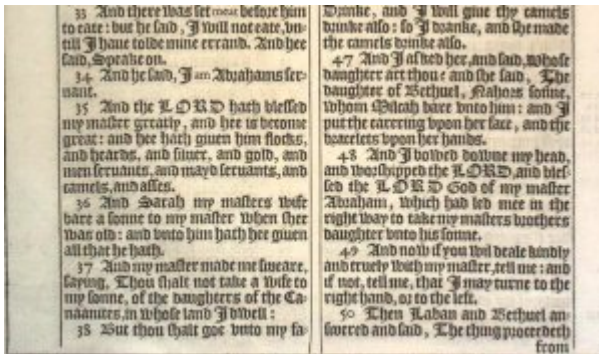 33 And there was set meat before him
to eate: but he said, I will not eate, vn-
till I haue tolde mine errand. And hee
said, Speake on.
34 And he said, I am Abrahams ser-
uant.
35 And the LORD hath blessed
my master greatly, and hee is become
great: and hee hath giuen him flocks,
and heards, and siluer, and gold, and
men seruants, and mayd seruants, and
camels, and asses.
36 And Sarah my masters wife
bare a sonne to my master when shee
was old: and vnto him hath hee giuen
all that he hath.
37 And my master made me sweare,
saying, Thou shalt not take a wife to
my sonne, of the daughters of the Ca-
naanites, in whose land I dwell:
38 But thou shalt goe vnto my fa-
Drinke, and I will giue thy camels
drinke also: so I dranke, and she made
the camels drinke also.
47 And I asked her, and said, whose
daughter art thou? and she said, The
daughter of Bethuel, Nahors sonne,
whom Milcah bare vnto him: and I
put the earering vpon her face, and the
bracelets vpon her hands.
48 And I bowed downe my head,
and worshipped the LORD, and bles-
sed the LORD God of my master
Abraham, which had led mee in the
right way to take my masters brothers
daughter vnto his sonne.
49 And now if you wil deale kindly
and truely with my master, tell me: and
if not, tell me, that I may turne to the
right hand, or to the left.
50 Then Laban and Bethuel an-
swered and said, The thing proceedeth
from